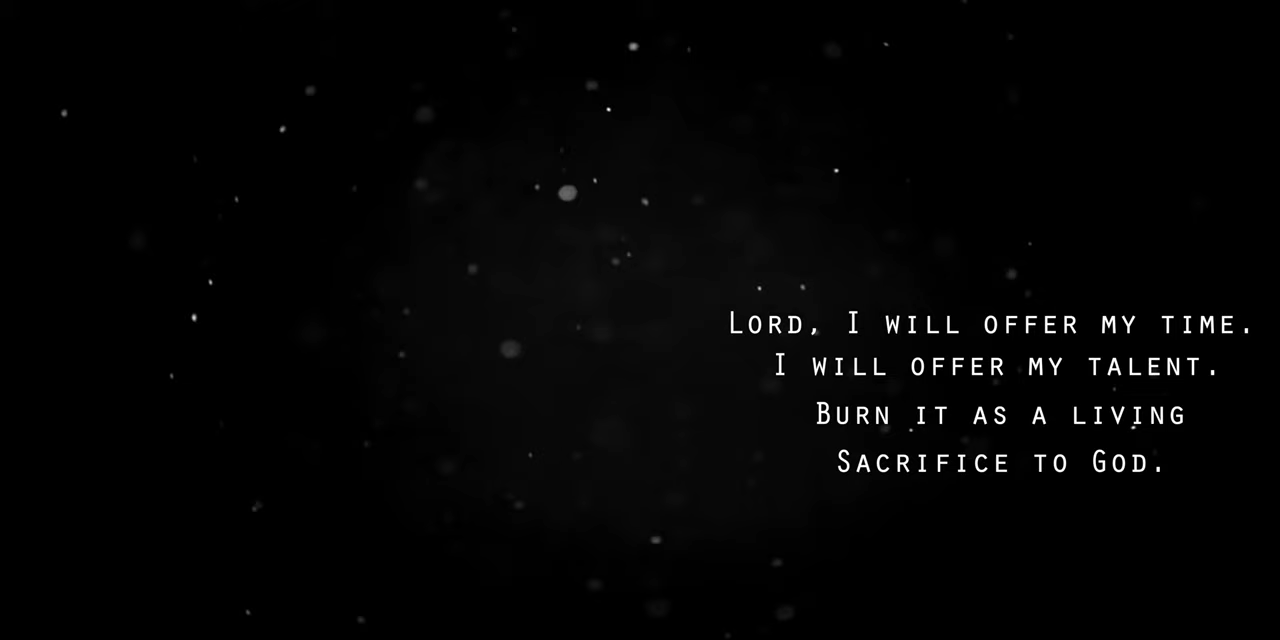 Lord, I will offer my time.
I will offer my talent.
Burn it as a living
Sacrifice to God.